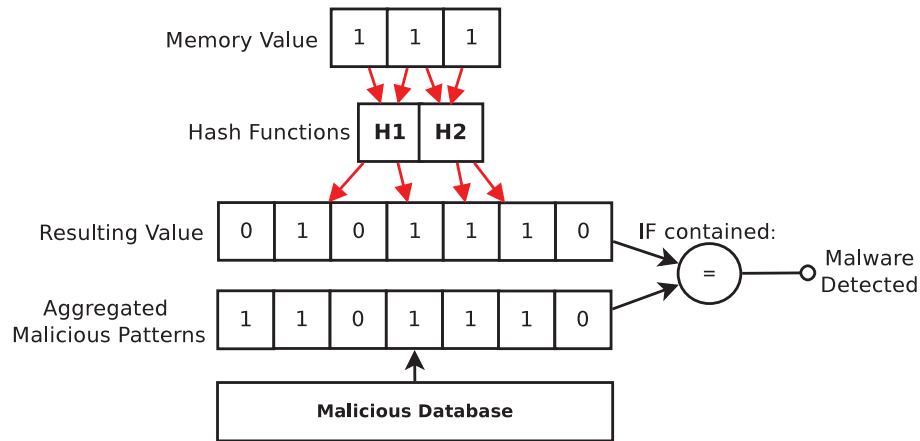 Memory Value 1 1 1
Hash Functions H1 H2
Resulting Value 0 1 0 1 1 1 0
IF contained:
=
Malware
Detected
Aggregated
Malicious Patterns 1 1 0 1 1 1 0
Malicious Database